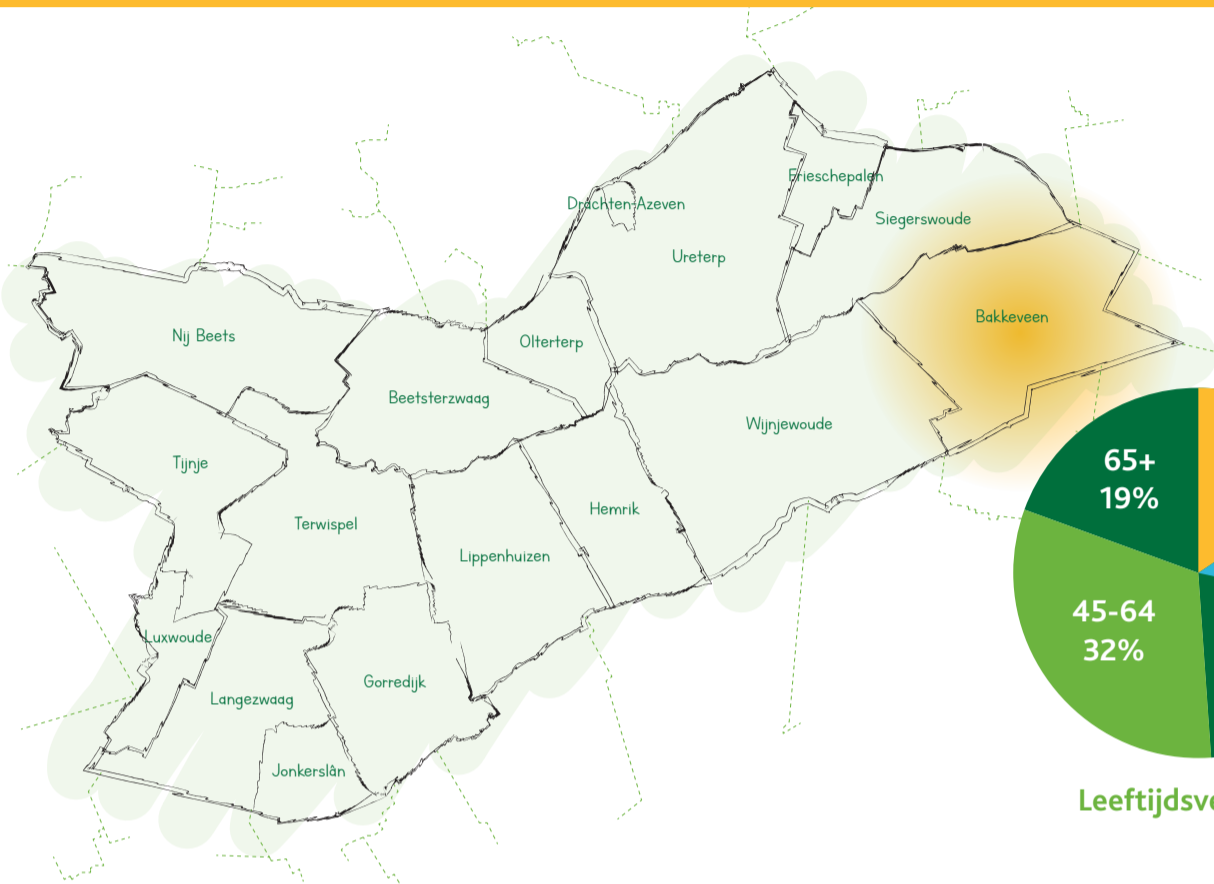 Frieschepalen
Drachten-Azeven
Siegerswoude
Ureterp
Bakkeveen
Nij Beets
Olterterp
Beetsterzwaag
Wijnjewoude
Tijnje
65+
19%
Hemrik
Terwispel
Lippenhuizen
45-64
32%
Luxwoude
Gorredijk
Langezwaag
Jonkerslân
Leeftijdsve